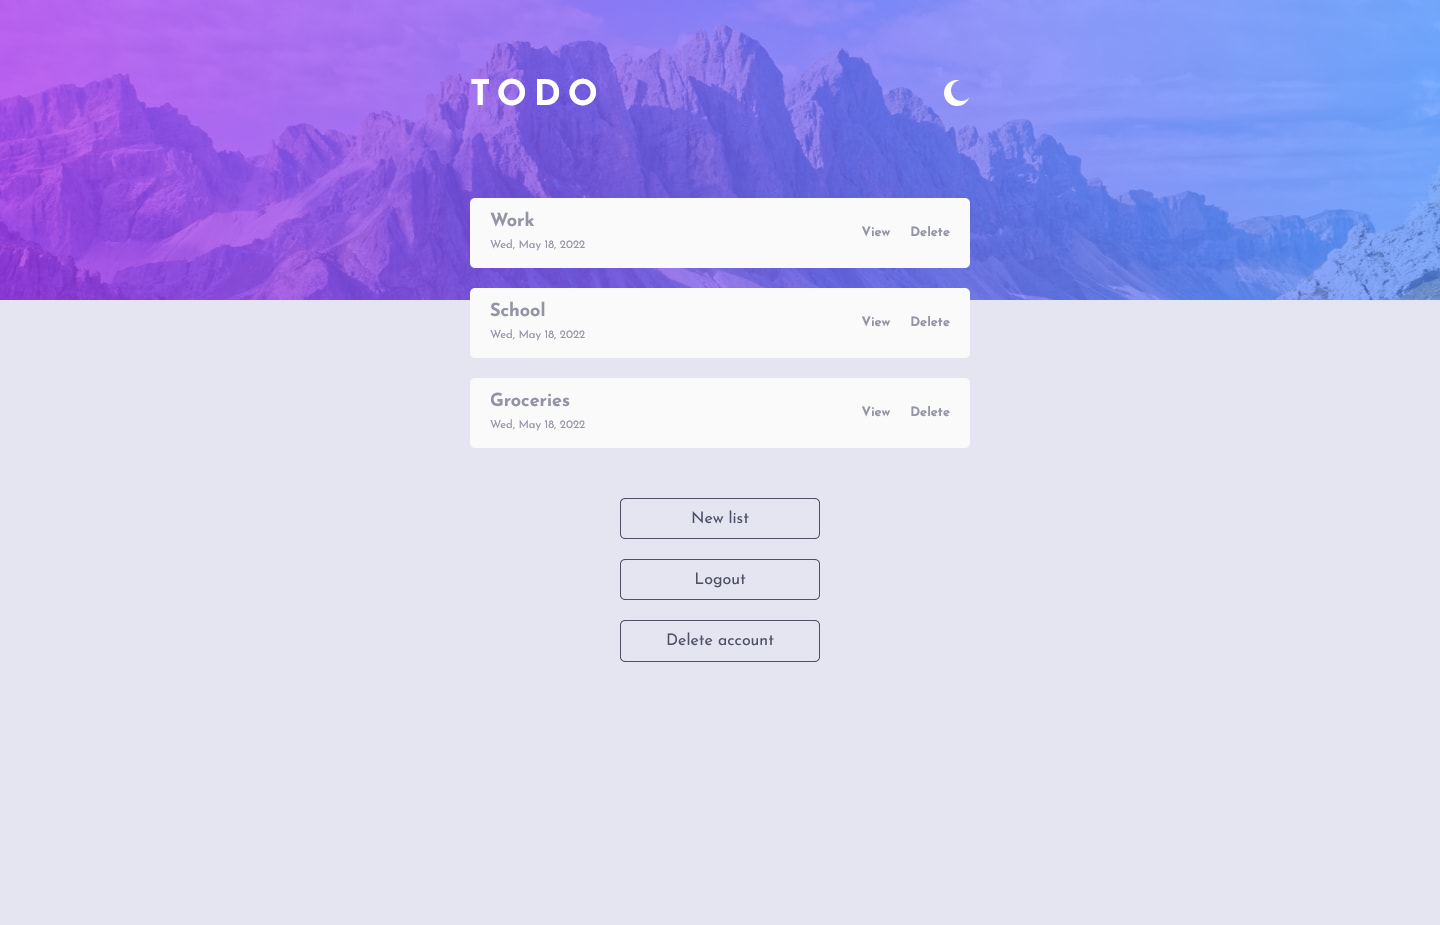 TODO
Work
Wed, May 18, 2022
View Delete
School
Wed, May 18, 2022
View Delete
Groceries
Wed, May 18, 2022
View Delete
New list
Logout
Delete account